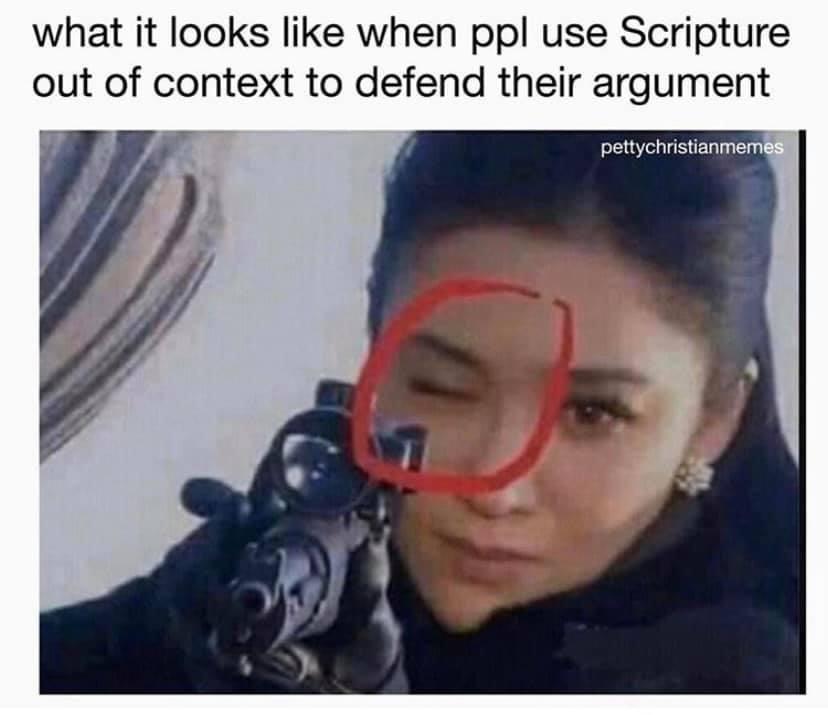 what it looks like when ppl use Scripture
out of context to defend their argument
pettychristianmemes